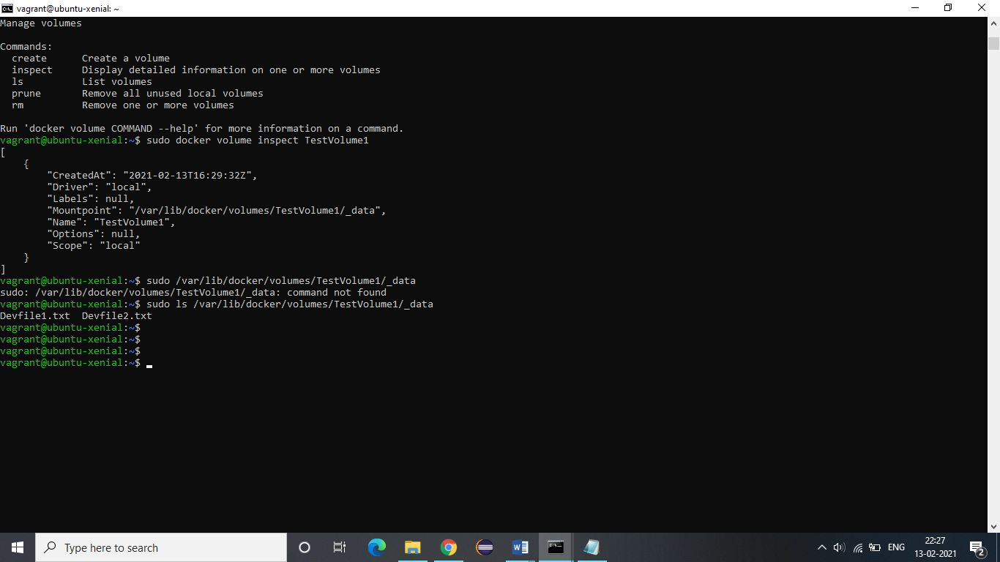 vagrant@ubuntu-xenial: ~
Manage volumes
Commands:
  create      Create a volume
  inspect     Display detailed information on one or more volumes
  ls          List volumes
  prune       Remove all unused local volumes
  rm          Remove one or more volumes
Run 'docker volume COMMAND --help' for more information on a command.
vagrant@ubuntu-xenial:~$ sudo docker volume inspect TestVolume1
[
    {
        "CreatedAt": "2021-02-13T16:29:32Z",
        "Driver": "local",
        "Labels": null,
        "Mountpoint": "/var/lib/docker/volumes/TestVolume1/_data",
        "Name": "TestVolume1",
        "Options": null,
        "Scope": "local"
    }
]
vagrant@ubuntu-xenial:~$ sudo /var/lib/docker/volumes/TestVolume1/_data
sudo: /var/lib/docker/volumes/TestVolume1/_data: command not found
vagrant@ubuntu-xenial:~$ sudo ls /var/lib/docker/volumes/TestVolume1/_data
Devfile1.txt  Devfile2.txt
vagrant@ubuntu-xenial:~$
vagrant@ubuntu-xenial:~$
vagrant@ubuntu-xenial:~$
vagrant@ubuntu-xenial:~$ _
Type here to search
ENG
22:27
13-02-2021
2